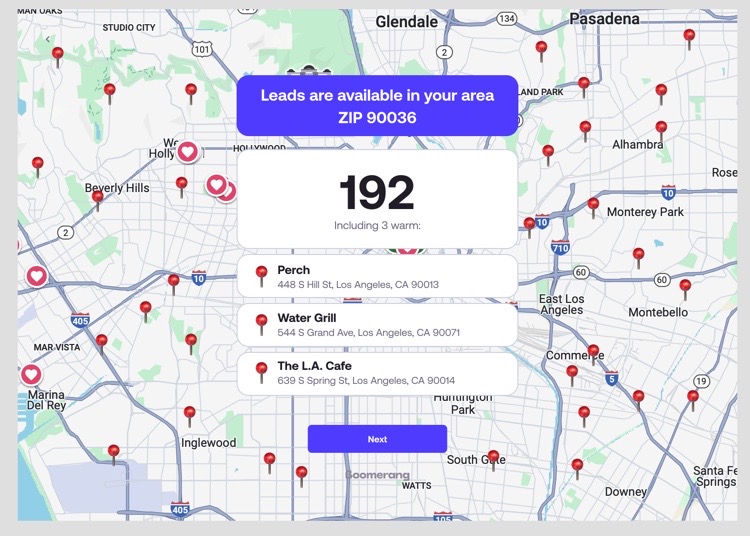 MAN OAKS
STUDIO CITY
Glendale
134
Pasadena
101
2
Leads are available in your area
ZIP 90036
LAND PARK
HOLLYWOOD
Alhambra
Beverly Hills
192
Including 3 warm:
10
Rose
Monterey Park
10
710
2
10
60
60
Perch
448 S Hill St, Los Angeles, CA 90013
East Los
Angeles
Montebello
405
Water Grill
544 S Grand Ave, Los Angeles, CA 90071
MAR VISTA
Commerce
The L.A. Cafe
639 S Spring St, Los Angeles, CA 90014
5
19
Marina
Del Rey
Huntington
Park
Inglewood
Next
South Gate
Boomerang
WATTS
Santa Fe
Springs
Downey
405
105